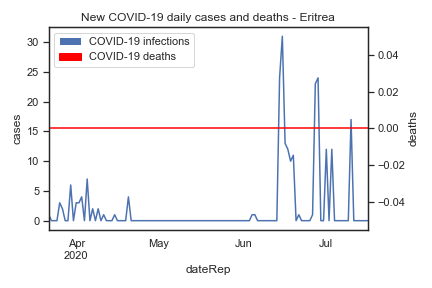 New COVID-19 daily cases and deaths - Eritrea
COVID-19 infections
COVID-19 deaths
30
25
20
15
10
5
0
cases
0.04
0.02
0.00
−0.02
−0.04
deaths
Apr
2020
May
Jun
Jul
dateRep